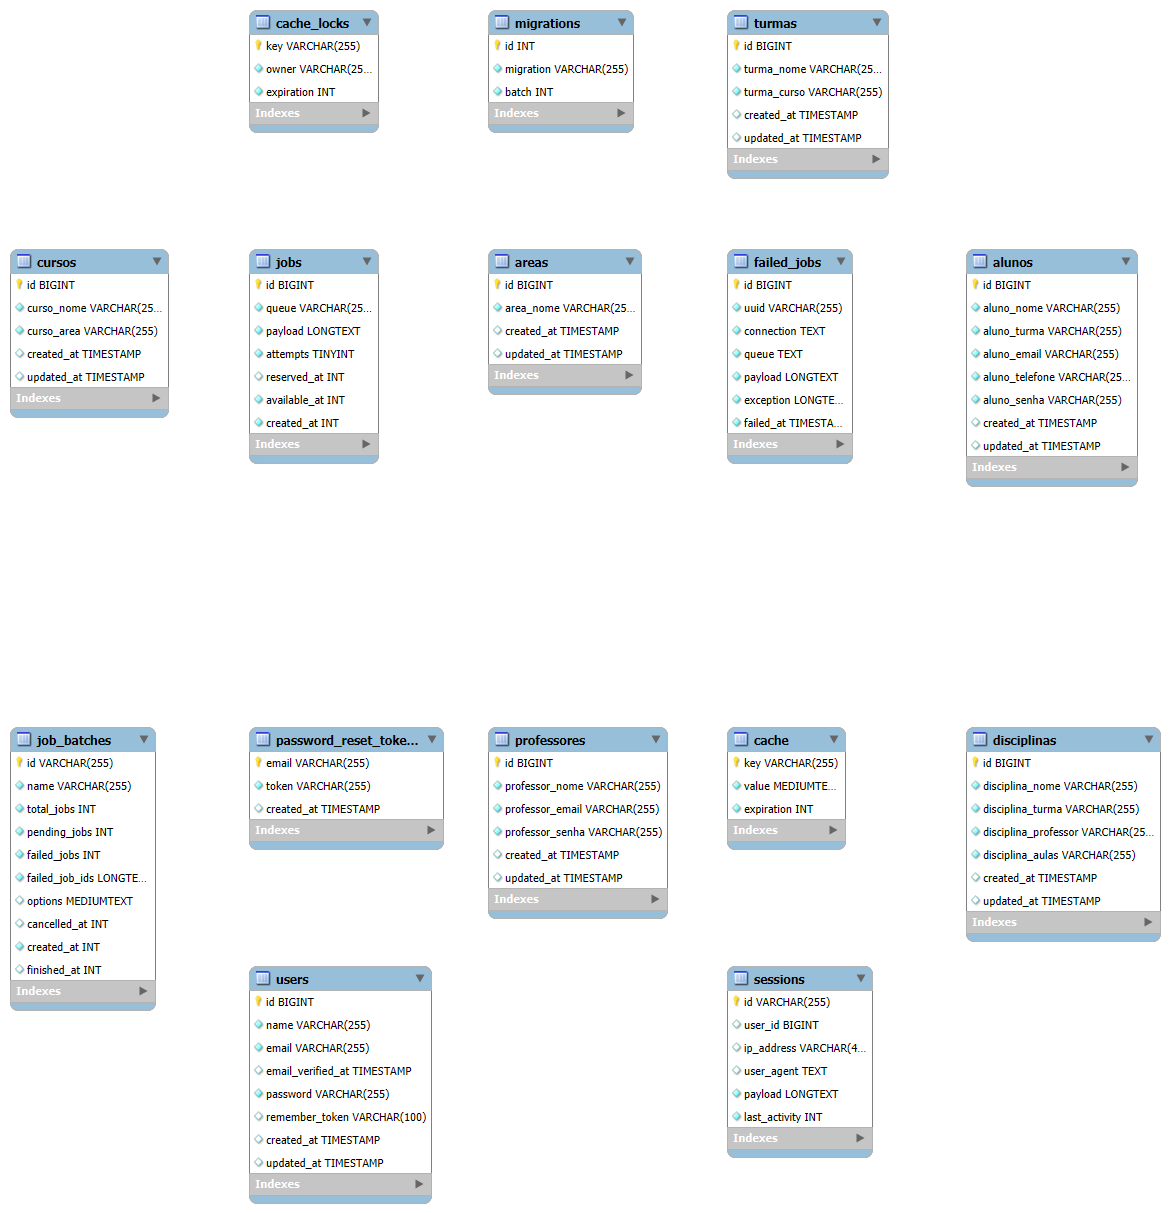 cache_locks
key VARCHAR(255)
owner VARCHAR(25...
expiration INT
Indexes
migrations
id INT
migration VARCHAR(255)
batch INT
Indexes
turmas
id BIGINT
turma_nome VARCHAR(25...
turma_curso VARCHAR(255)
created_at TIMESTAMP
updated_at TIMESTAMP
Indexes
cursos
id BIGINT
curso_nome VARCHAR(25...
curso_area VARCHAR(255)
created_at TIMESTAMP
updated_at TIMESTAMP
Indexes
jobs
id BIGINT
queue VARCHAR(25...
payload LONGTEXT
attempts TINYINT
reserved_at INT
available_at INT
created_at INT
Indexes
areas
id BIGINT
area_nome VARCHAR(25...
created_at TIMESTAMP
updated_at TIMESTAMP
Indexes
failed_jobs
id BIGINT
uuid VARCHAR(255)
connection TEXT
queue TEXT
payload LONGTEXT
exception LONGTE...
failed_at TIMESTA...
Indexes
alunos
id BIGINT
aluno_nome VARCHAR(255)
aluno_turma VARCHAR(255)
aluno_email VARCHAR(255)
aluno_telefone VARCHAR(25...
aluno_senha VARCHAR(255)
created_at TIMESTAMP
updated_at TIMESTAMP
Indexes
job_batches
id VARCHAR(255)
name VARCHAR(255)
total_jobs INT
pending_jobs INT
failed_jobs INT
failed_job_ids LONGTE...
options MEDIUMTEXT
cancelled_at INT
created_at INT
finished_at INT
Indexes
password_reset_toke...
email VARCHAR(255)
token VARCHAR(255)
created_at TIMESTAMP
Indexes
professores
id BIGINT
professor_nome VARCHAR(255)
professor_email VARCHAR(255)
professor_senha VARCHAR(255)
created_at TIMESTAMP
updated_at TIMESTAMP
Indexes
cache
key VARCHAR(255)
value MEDIUMTE...
expiration INT
Indexes
disciplinas
id BIGINT
disciplina_nome VARCHAR(255)
disciplina_turma VARCHAR(255)
disciplina_professor VARCHAR(25...
disciplina_aulas VARCHAR(255)
created_at TIMESTAMP
updated_at TIMESTAMP
Indexes
users
id BIGINT
name VARCHAR(255)
email VARCHAR(255)
email_verified_at TIMESTAMP
password VARCHAR(255)
remember_token VARCHAR(100)
created_at TIMESTAMP
updated_at TIMESTAMP
Indexes
sessions
id VARCHAR(255)
user_id BIGINT
ip_address VARCHAR(4...
user_agent TEXT
payload LONGTEXT
last_activity INT
Indexes